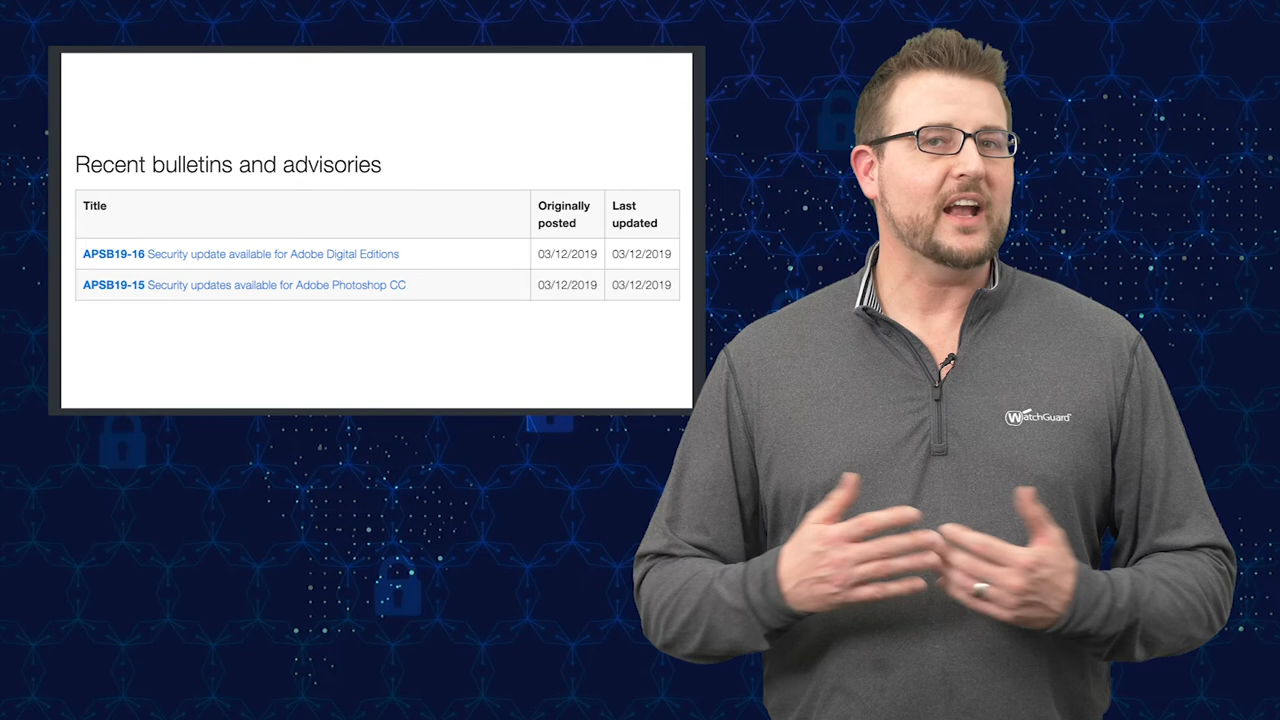 Recent bulletins and advisories
Title Originally posted Last updated
APSB19-16 Security update available for Adobe Digital Editions 03/12/2019 03/12/2019
APSB19-15 Security updates available for Adobe Photoshop CC 03/12/2019 03/12/2019
WatchGuard